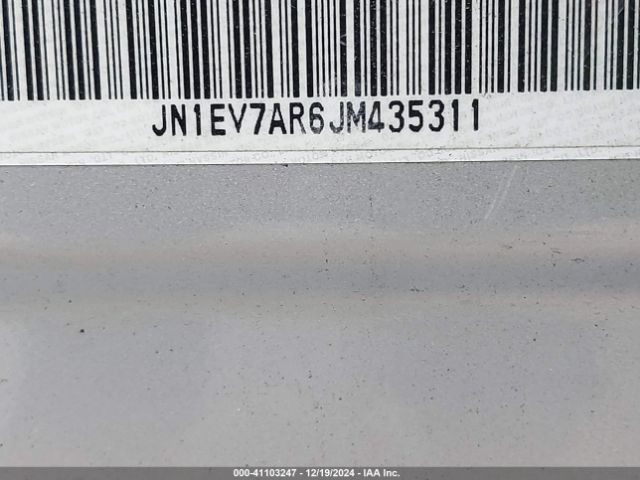 JN1EV7AR6JM435311
000-41103247 - 12/19/2024 - IAA Inc.